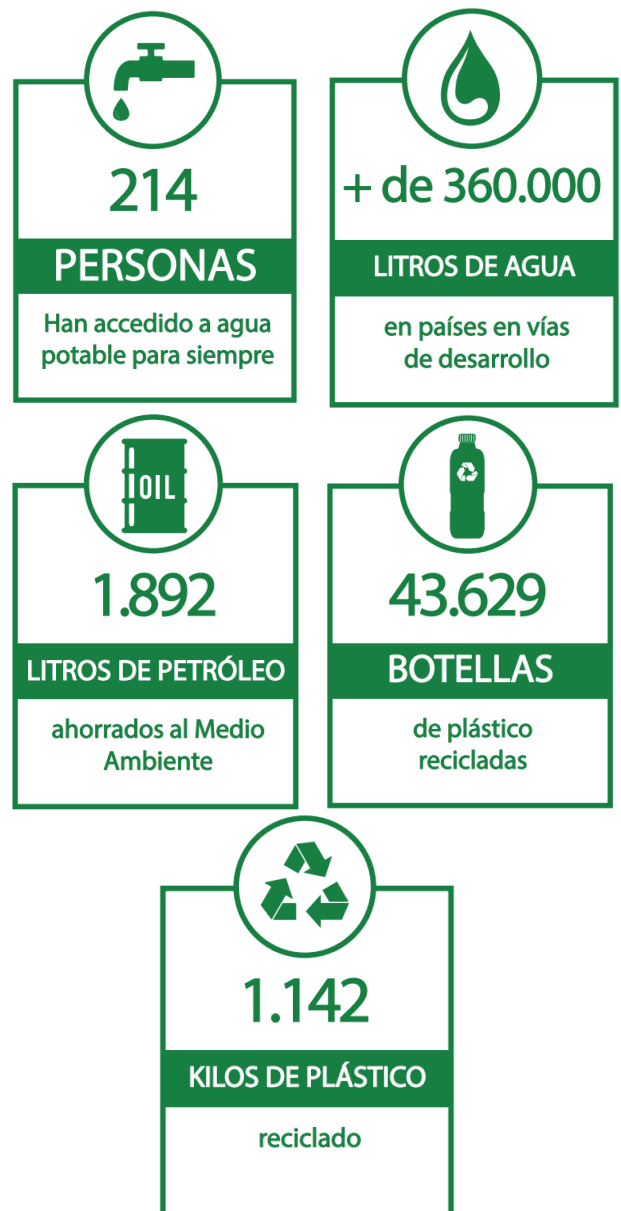 214
PERSONAS
Han accedido a agua
potable para siempre
+ de 360.000
LITROS DE AGUA
en países en vías
de desarrollo
OIL
1.892
LITROS DE PETRÓLEO
ahorrados al Medio
Ambiente
43.629
BOTELLAS
de plástico
recicladas
1.142
KILOS DE PLÁSTICO
reciclado